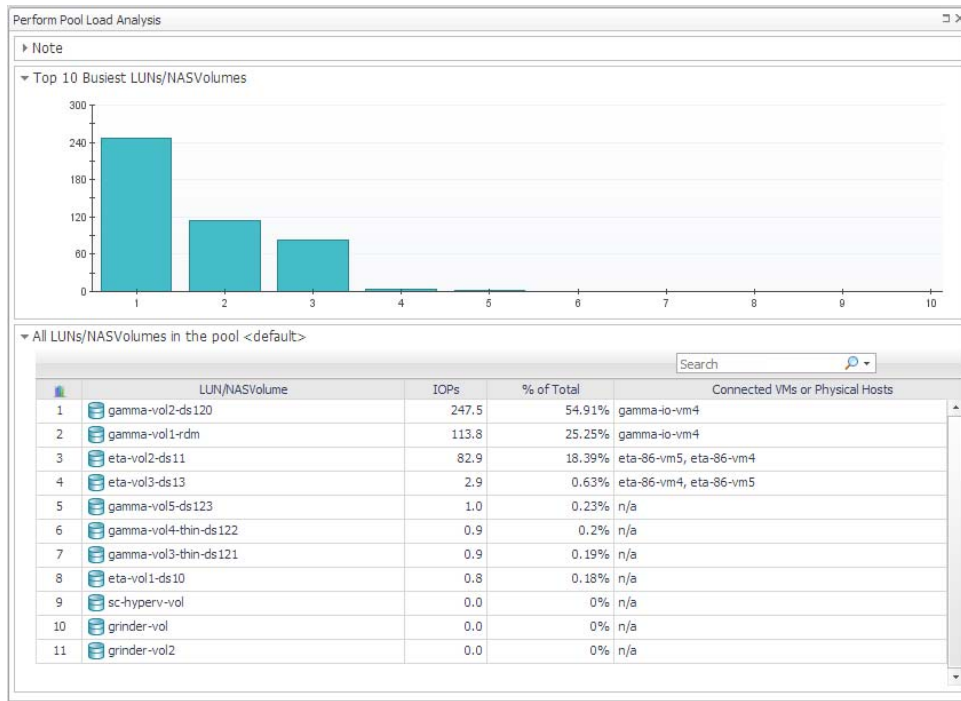 Perform Pool Load Analysis
Note
Top 10 Busiest LUNs/NASVolumes
300
240
180
120
60
0
1 2 3 4 5 6 7 8 9 10
All LUNs/NASVolumes in the pool <default>
Search
LUN/NASVolume IOPs % of Total Connected VMs or Physical Hosts
1 gamma-vol2-ds120 247.5 54.91% gamma-io-vm4
2 gamma-vol1-rdm 113.8 25.25% gamma-io-vm4
3 eta-vol2-ds11 82.9 18.39% eta-86-vm5, eta-86-vm4
4 eta-vol3-ds13 2.9 0.63% eta-86-vm4, eta-86-vm5
5 gamma-vol5-ds123 1.0 0.23% n/a
6 gamma-vol4-thin-ds122 0.9 0.2% n/a
7 gamma-vol3-thin-ds121 0.9 0.19% n/a
8 eta-vol1-ds10 0.8 0.18% n/a
9 sc-hyperv-vol 0.0 0% n/a
10 grinder-vol 0.0 0% n/a
11 grinder-vol2 0.0 0% n/a